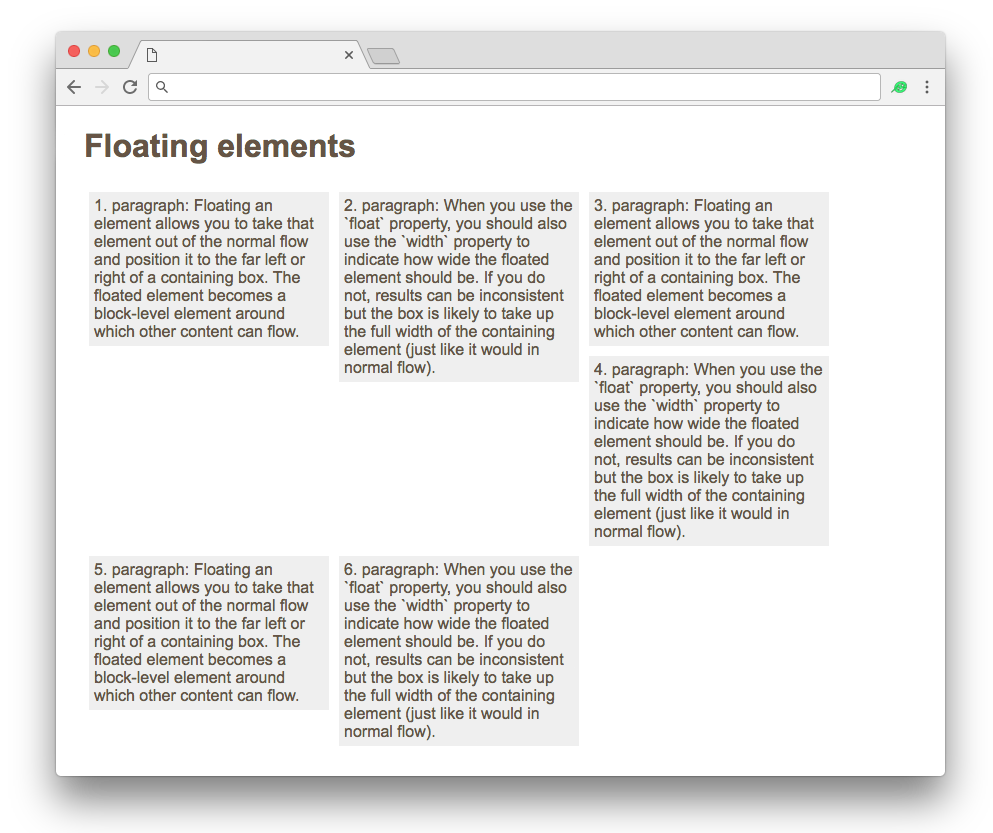 Floating elements
1. paragraph: Floating an
element allows you to take that
element out of the normal flow
and position it to the far left or
right of a containing box. The
floated element becomes a
block-level element around
which other content can flow.
2. paragraph: When you use the
`float` property, you should also
use the `width` property to
indicate how wide the floated
element should be. If you do
not, results can be inconsistent
but the box is likely to take up
the full width of the containing
element (just like it would in
normal flow).
3. paragraph: Floating an
element allows you to take that
element out of the normal flow
and position it to the far left or
right of a containing box. The
floated element becomes a
block-level element around
which other content can flow.
4. paragraph: When you use the
`float` property, you should also
use the `width` property to
indicate how wide the floated
element should be. If you do
not, results can be inconsistent
but the box is likely to take up
the full width of the containing
element (just like it would in
normal flow).
5. paragraph: Floating an
element allows you to take that
element out of the normal flow
and position it to the far left or
right of a containing box. The
floated element becomes a
block-level element around
which other content can flow.
6. paragraph: When you use the
`float` property, you should also
use the `width` property to
indicate how wide the floated
element should be. If you do
not, results can be inconsistent
but the box is likely to take up
the full width of the containing
element (just like it would in
normal flow).